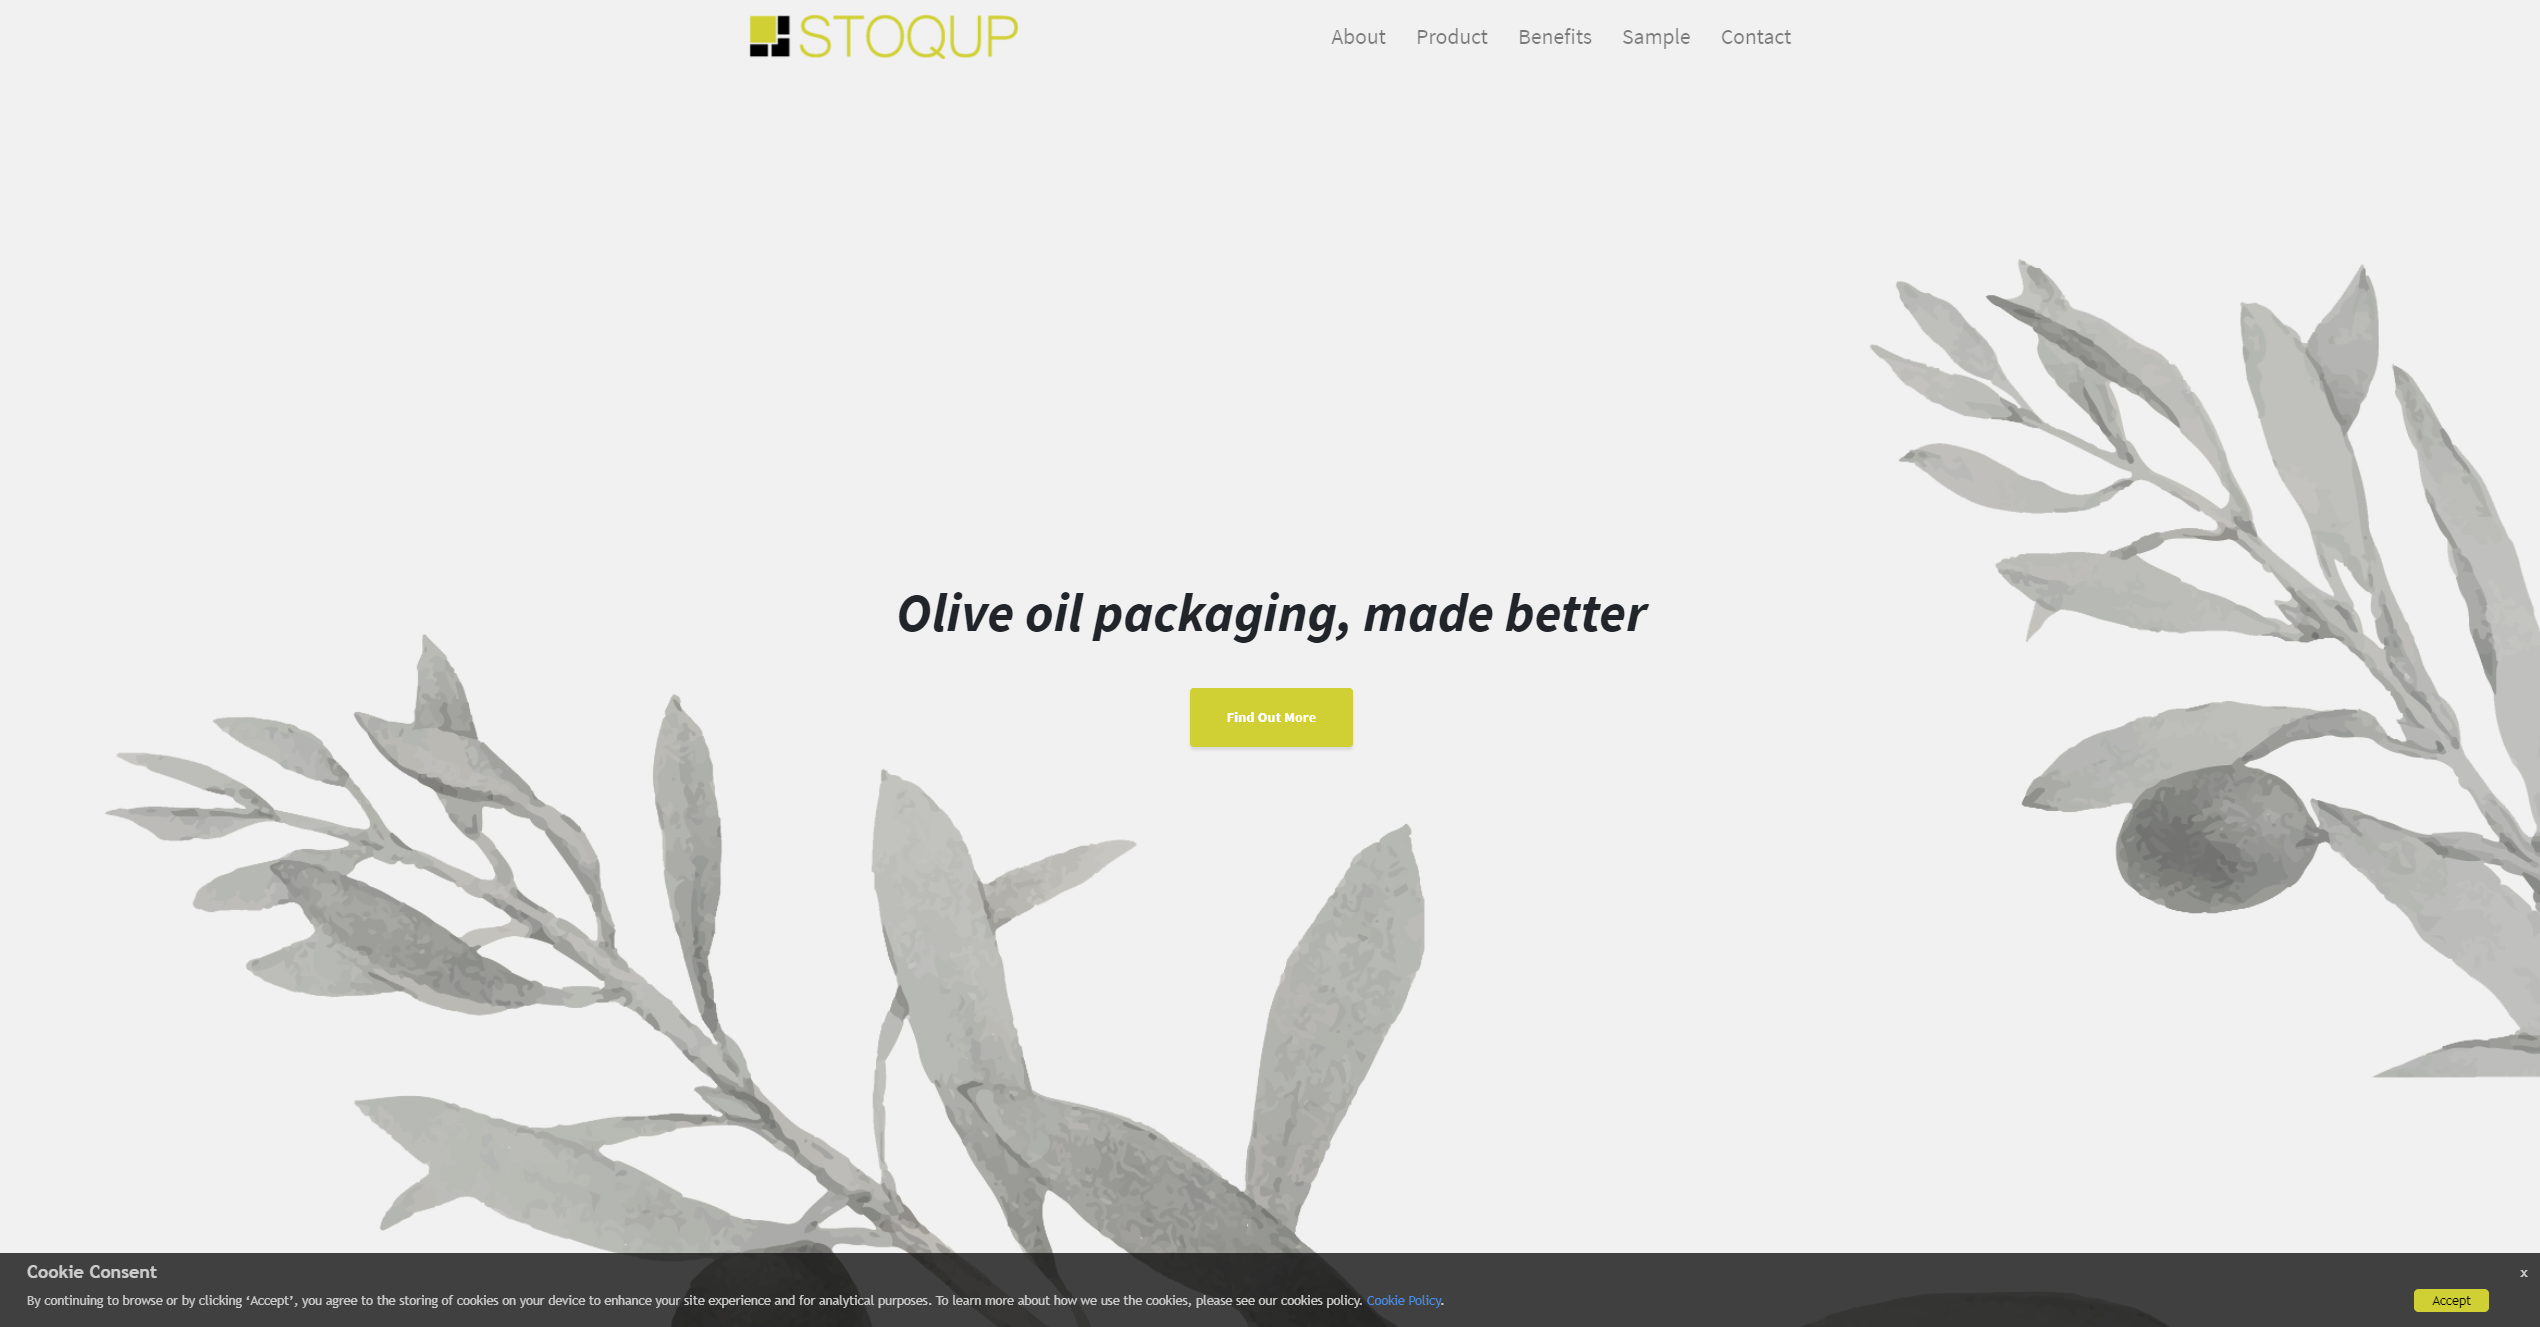 STOQUP
About Product Benefits Sample Contact
Olive oil packaging, made better
Find Out More
Cookie Consent
x
By continuing to browse or by clicking ‘Accept’, you agree to the storing of cookies on your device to enhance your site experience and for analytical purposes. To learn more about how we use the cookies, please see our cookies policy. Cookie Policy.
Accept